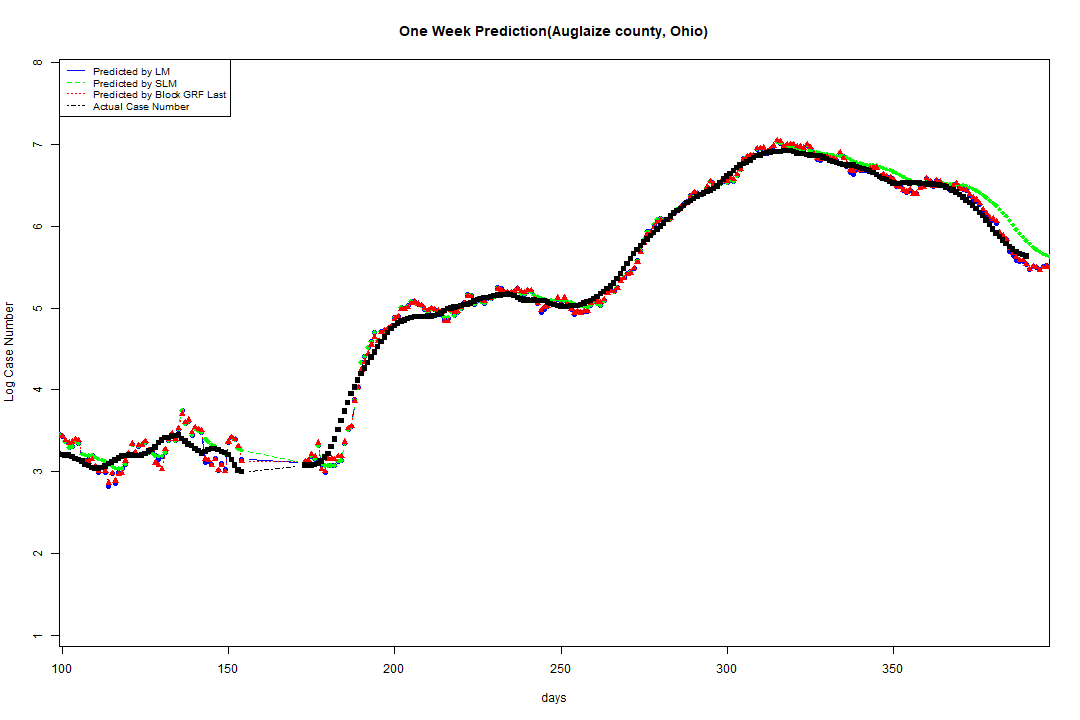 One Week Prediction(Auglaize county, Ohio)
Predicted by LM
Predicted by SLM
Predicted by Block GRF Last
Actual Case Number
8
7
6
5
4
3
2
1
Log Case Number
100 150 200 250 300 350
days